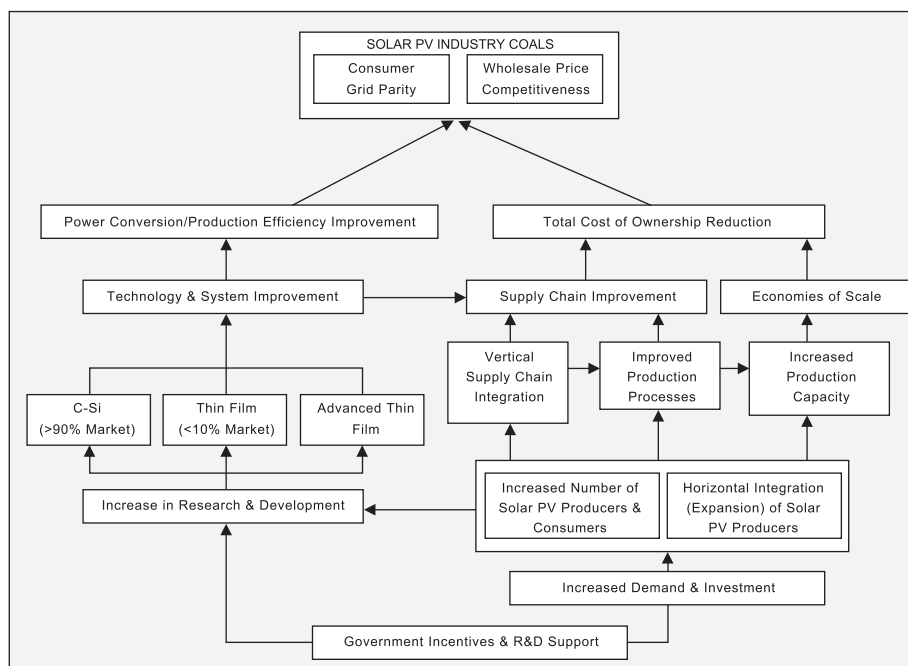 SOLAR PV INDUSTRY COALS
Consumer
Grid Parity
Wholesale Price
Competitiveness
Power Conversion/Production Efficiency Improvement
Total Cost of Ownership Reduction
Technology & System Improvement
Supply Chain Improvement
Economies of Scale
Vertical
Supply Chain
Integration
Improved
Production
Processes
Increased
Production
Capacity
C-Si
(>90% Market)
Thin Film
(<10% Market)
Advanced Thin
Film
Increase in Research & Development
Increased Number of
Solar PV Producers &
Consumers
Horizontal Integration
(Expansion) of Solar
PV Producers
Increased Demand & Investment
Government Incentives & R&D Support